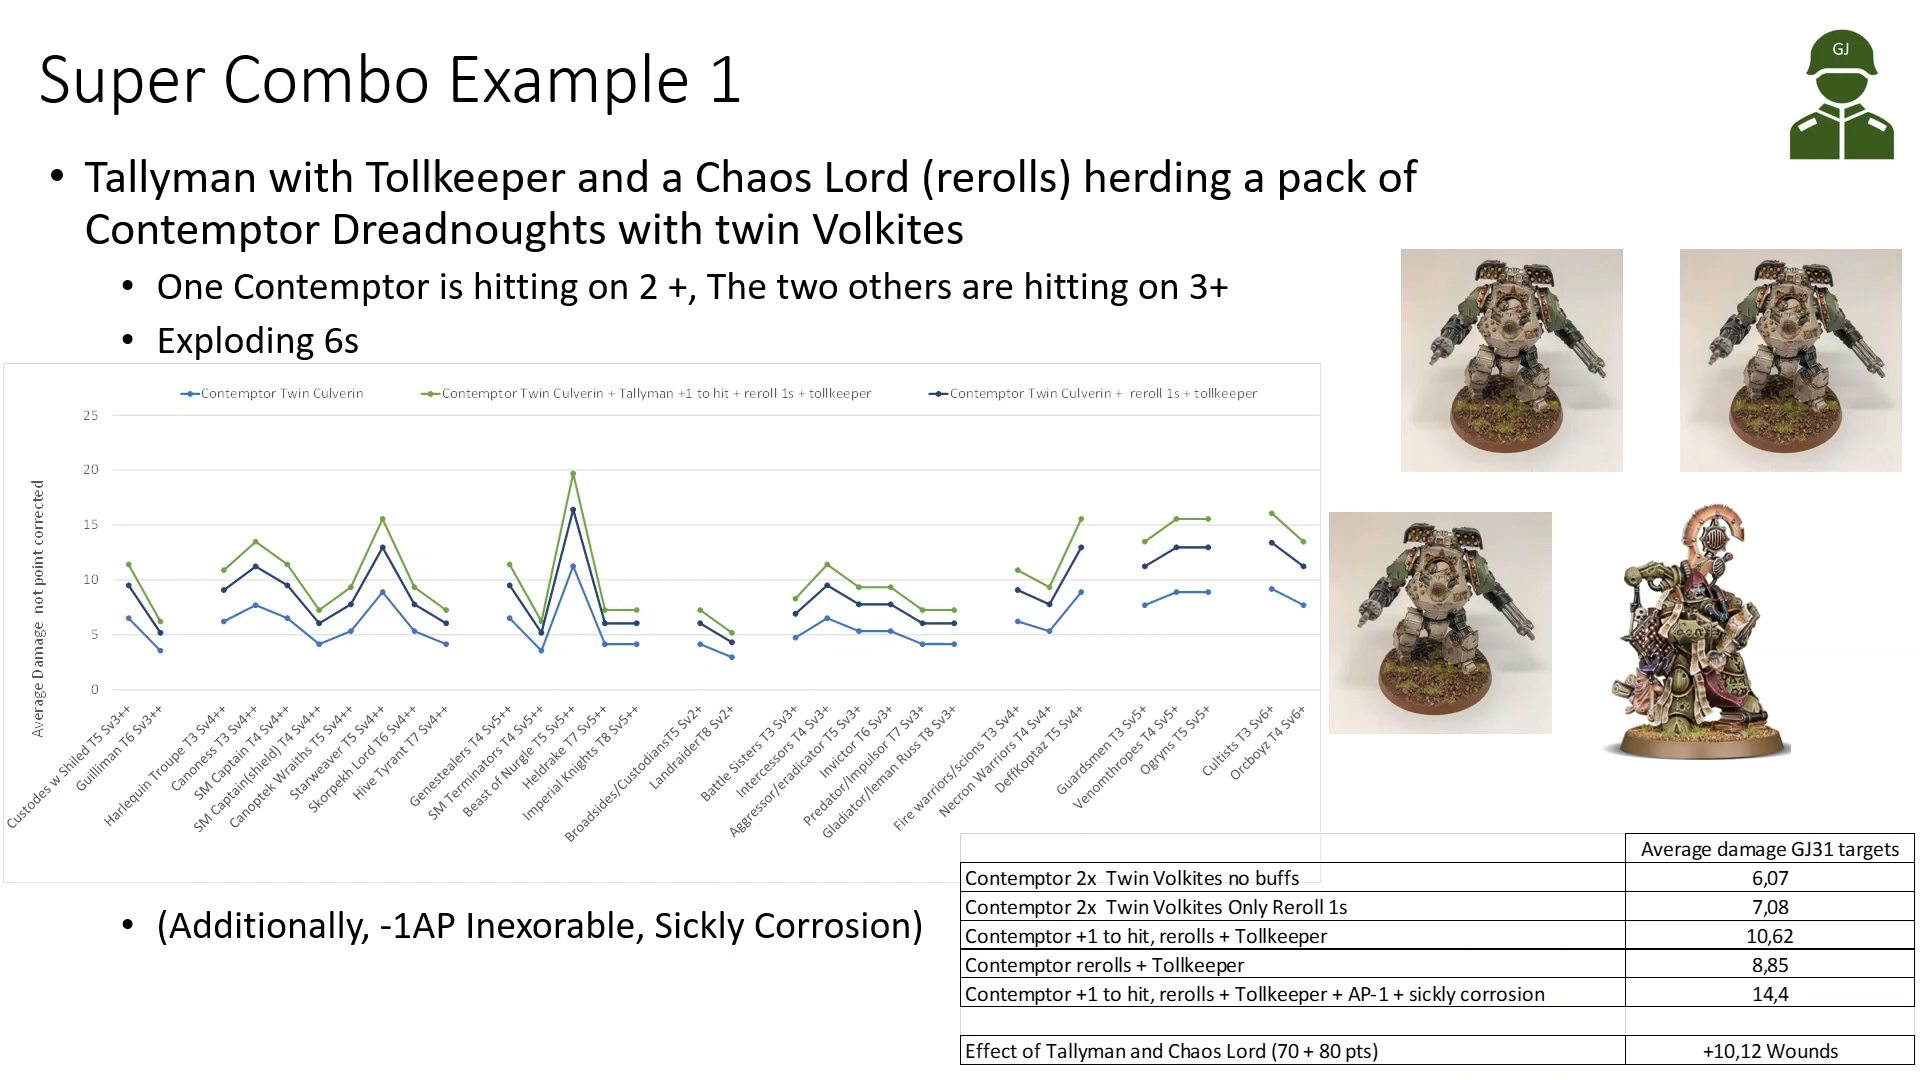 GJ
Super Combo Example 1
• Tallyman with Tollkeeper and a Chaos Lord (rerolls) herding a pack of
Contemptor Dreadnoughts with twin Volkites
• One Contemptor is hitting on 2 +, The two others are hitting on 3+
• Exploding 6s
Contemptor Twin Culverin
Contemptor Twin Culverin + Tallyman +1 to hit + reroll 1s + tollkeeper
Contemptor Twin Culverin + reroll 1s + tollkeeper
Average Damage not point corrected
25
20
15
10
5
0
Custodes w Shiled T5 Sv3++
Guilliman T6 Sv3++
Harlequin Troupe T3 Sv4++
Canoness T3 Sv4++
SM Captain T4 Sv4++
SM Captain(shield) T4 Sv4++
Canoptek Wraiths T5 Sv4++
Starweaver T5 Sv4++
Skorpekh Lord T6 Sv4++
Hive Tyrant T7 Sv4++
Genestealers T4 Sv5++
SM Terminators T4 Sv5++
Beast of Nurgle T5 Sv5++
Heldrake T7 Sv5++
Imperial Knights T8 Sv5++
Broadsides/CustodiansT5 Sv2+
LandraiderT8 Sv2+
Battle Sisters T3 Sv3+
Intercessors T4 Sv3+
Aggressor/eradicator T5 Sv3+
Invictor T6 Sv3+
Predator/Impulsor T7 Sv3+
Gladiator/leman Russ T8 Sv3+
Fire warriors/scions T3 Sv4+
Necron Warriors T4 Sv4+
DeffKoptaz T5 Sv4+
Guardsmen T3 Sv5+
Venomthropes T4 Sv5+
Ogryns T5 Sv5+
Cultists T3 Sv6+
Orcboyz T4 Sv6+
Average damage GJ31 targets
Contemptor 2x Twin Volkites no buffs 6,07
Contemptor 2x Twin Volkites Only Reroll 1s 7,08
Contemptor +1 to hit, rerolls + Tollkeeper 10,62
Contemptor rerolls + Tollkeeper 8,85
Contemptor +1 to hit, rerolls + Tollkeeper + AP-1 + sickly corrosion 14,4
Effect of Tallyman and Chaos Lord (70 + 80 pts) +10,12 Wounds
• (Additionally, -1AP Inexorable, Sickly Corrosion)